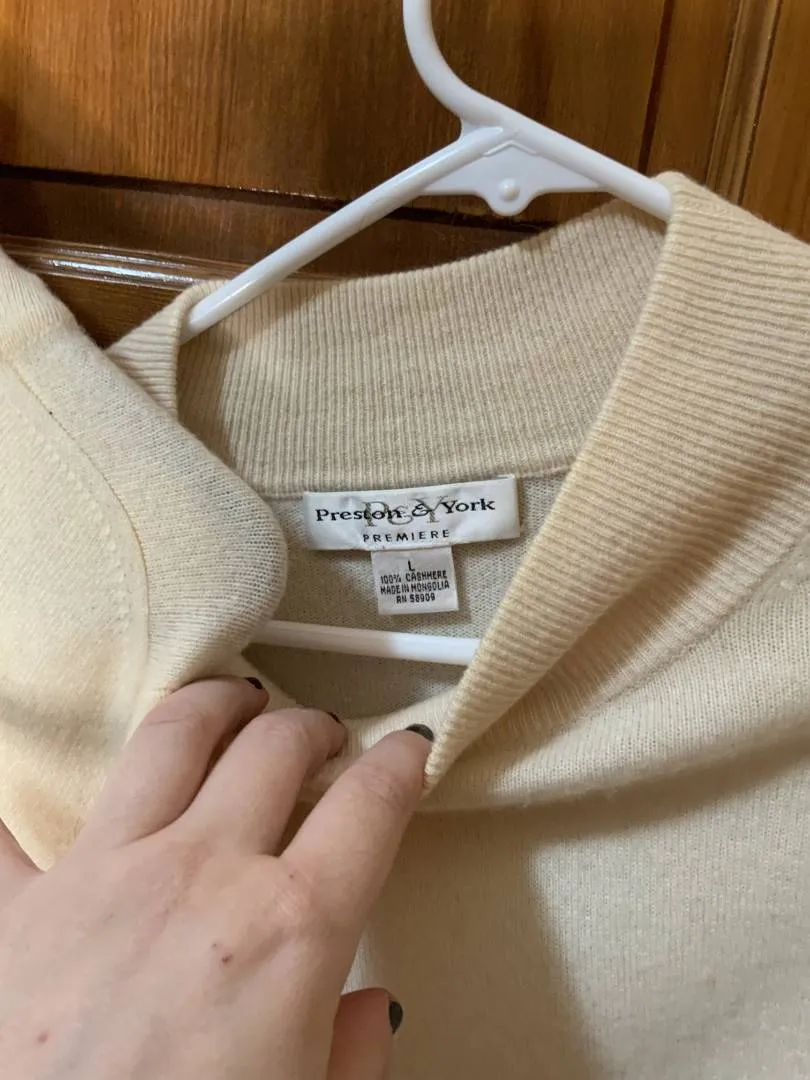 P&Y
Preston & York
PREMIERE
L
100% CASHMERE
MADE IN MONGOLIA
RN 58909